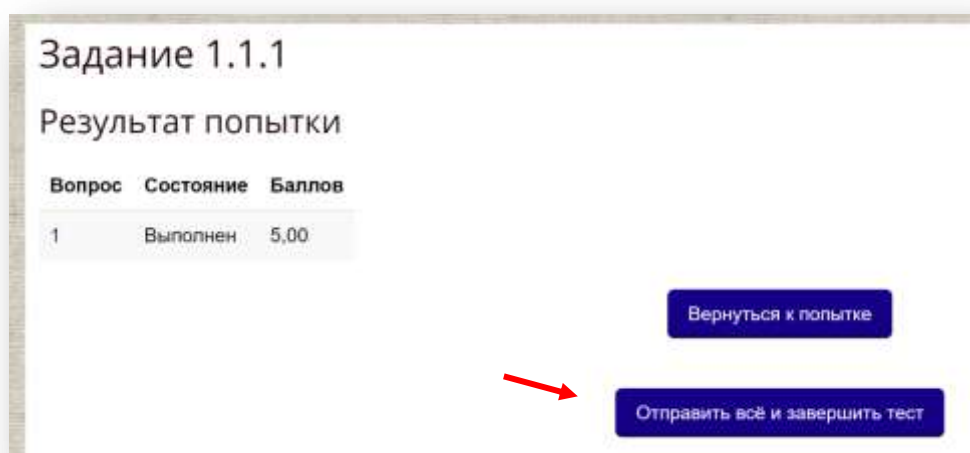 Задание 1.1.1
Результат попытки
Вопрос Состояние Баллов
1 Выполнен 5,00
Вернуться к попытке
Отправить всё и завершить тест